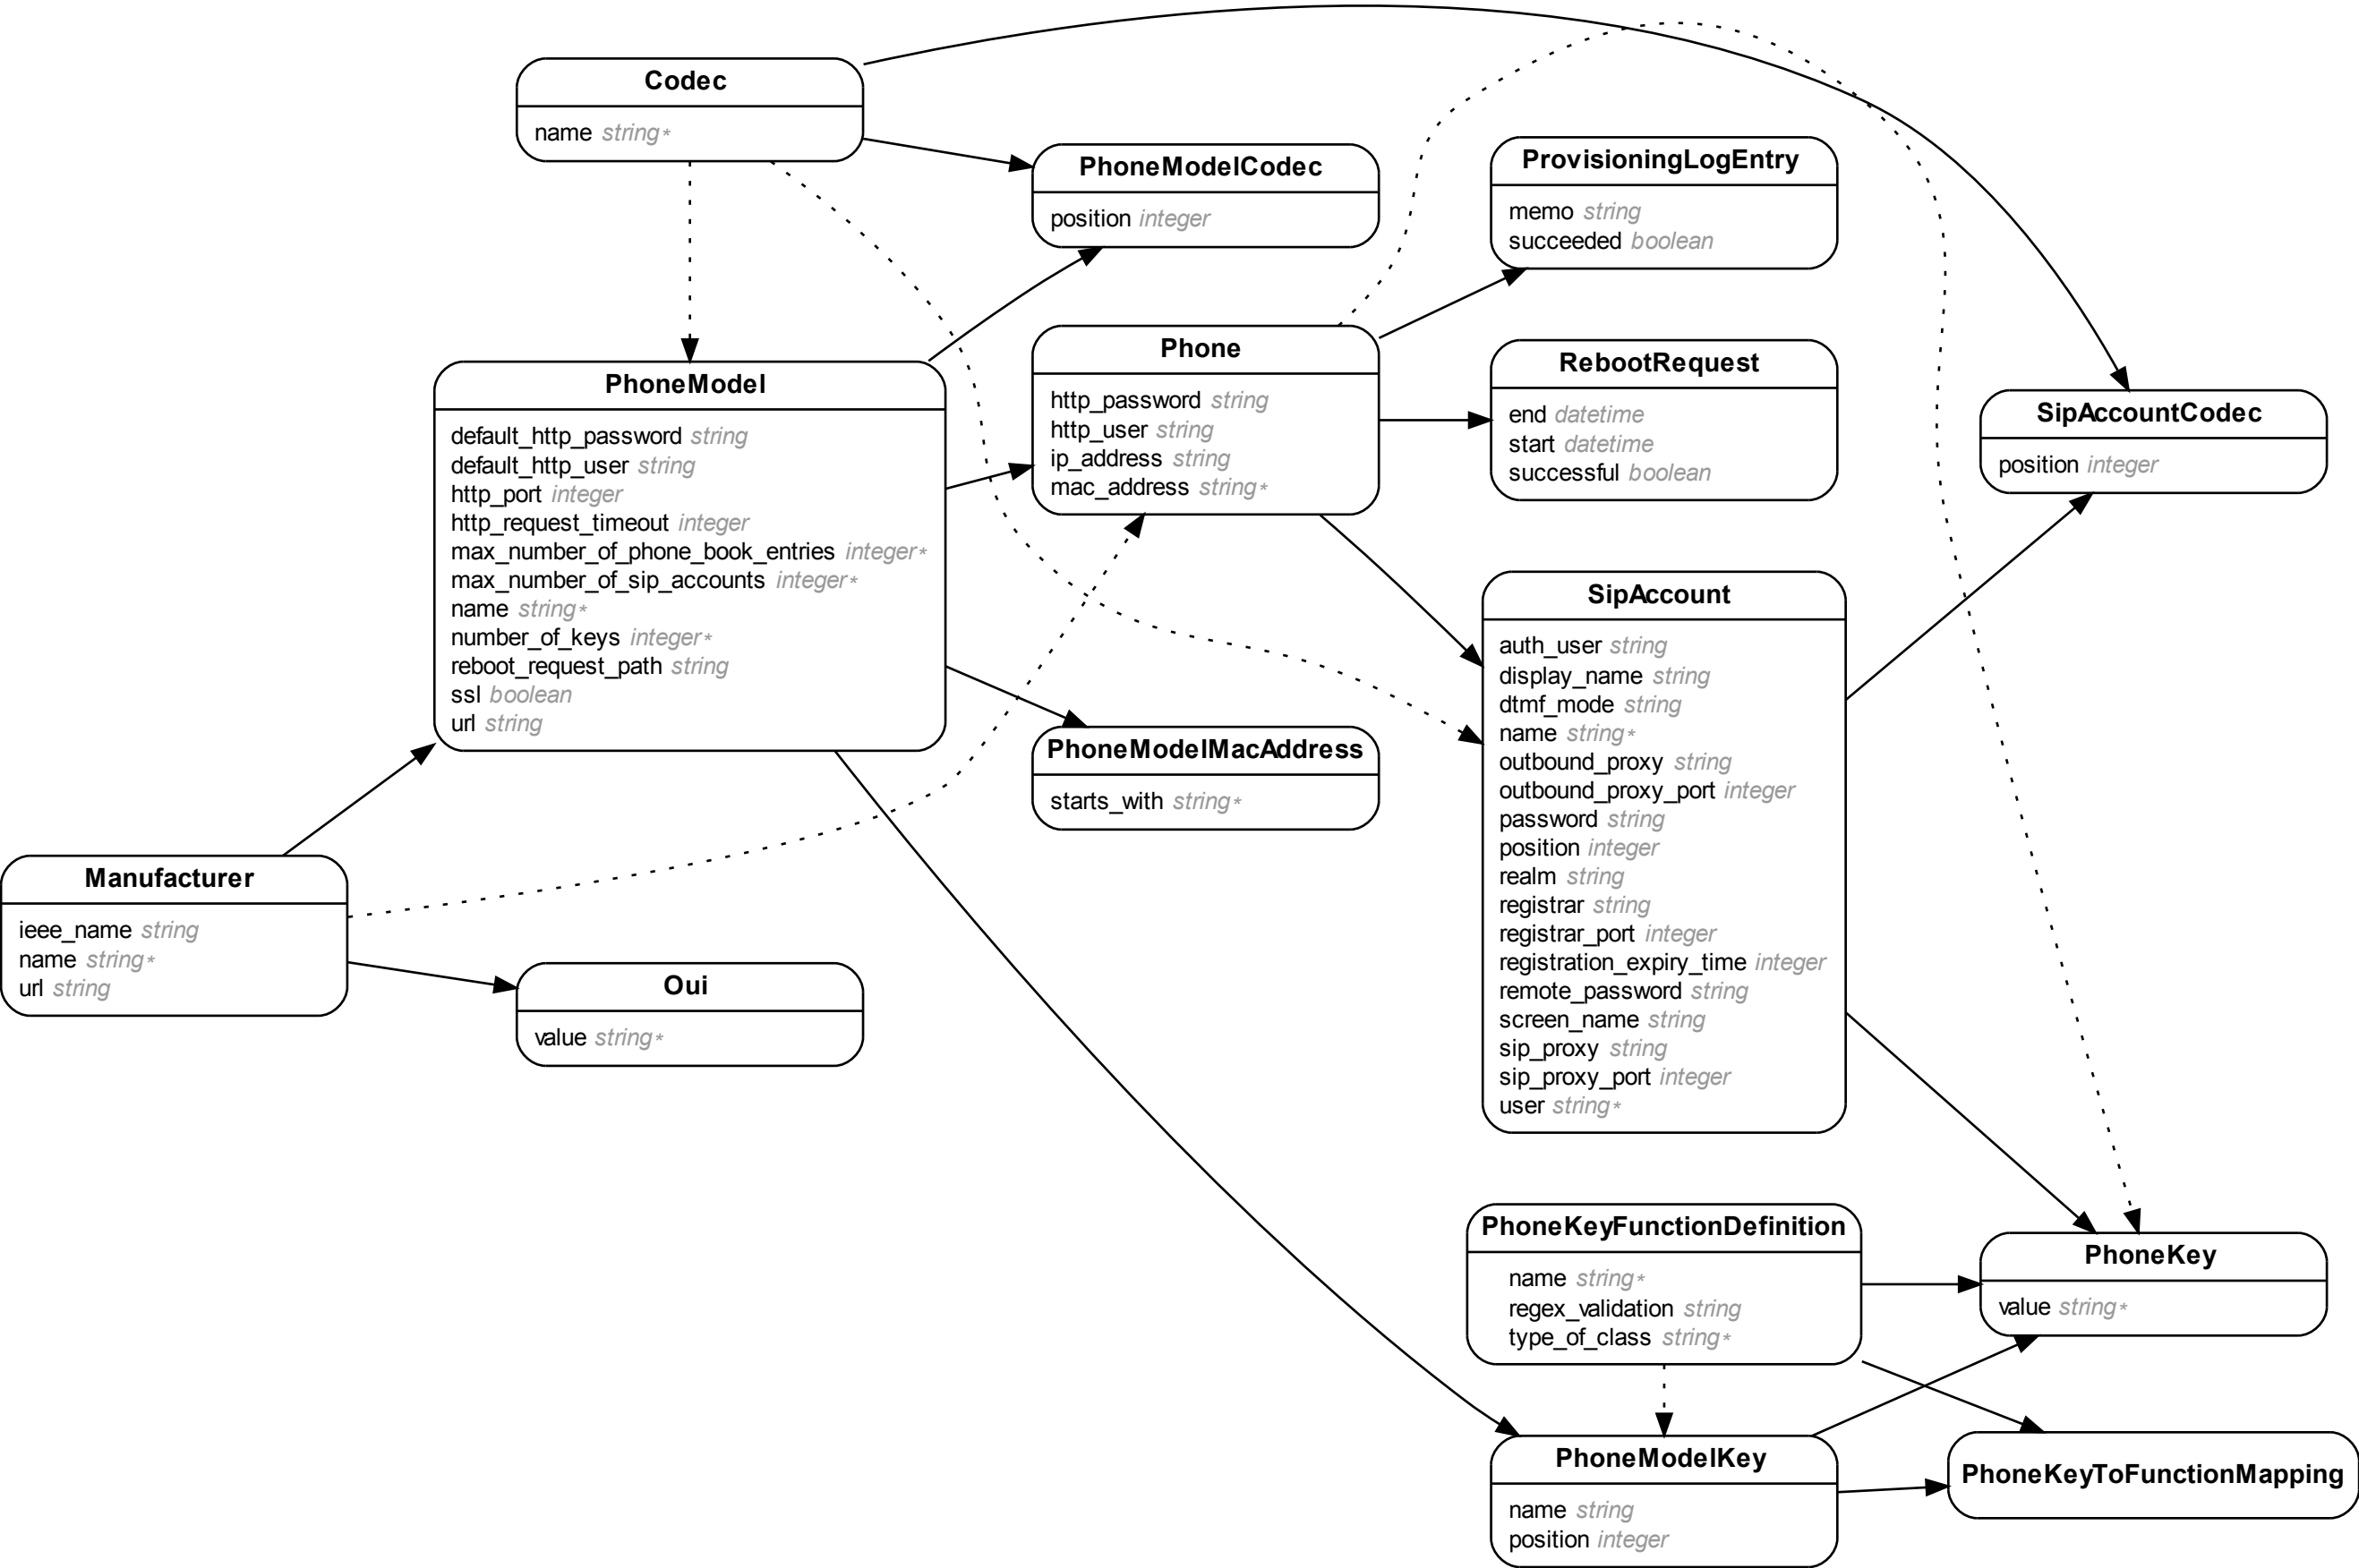 Codec
name string*
PhoneModelCodec
position integer
ProvisioningLogEntry
memo string
succeeded boolean
Phone
http_password string
http_user string
ip_address string
mac_address string*
RebootRequest
end datetime
start datetime
successful boolean
PhoneModel
default_http_password string
default_http_user string
http_port integer
http_request_timeout integer
max_number_of_phone_book_entries integer*
max_number_of_sip_accounts integer*
name string*
number_of_keys integer*
reboot_request_path string
ssl boolean
url string
SipAccountCodec
position integer
SipAccount
auth_user string
display_name string
dtmf_mode string
name string*
outbound_proxy string
outbound_proxy_port integer
password string
position integer
realm string
registrar string
registrar_port integer
registration_expiry_time integer
remote_password string
screen_name string
sip_proxy string
sip_proxy_port integer
user string*
PhoneModelMacAddress
starts_with string*
Manufacturer
ieee_name string
name string*
url string
Oui
value string*
PhoneKeyFunctionDefinition
name string*
regex_validation string
type_of_class string*
PhoneKey
value string*
PhoneModelKey
name string
position integer
PhoneKeyToFunctionMapping